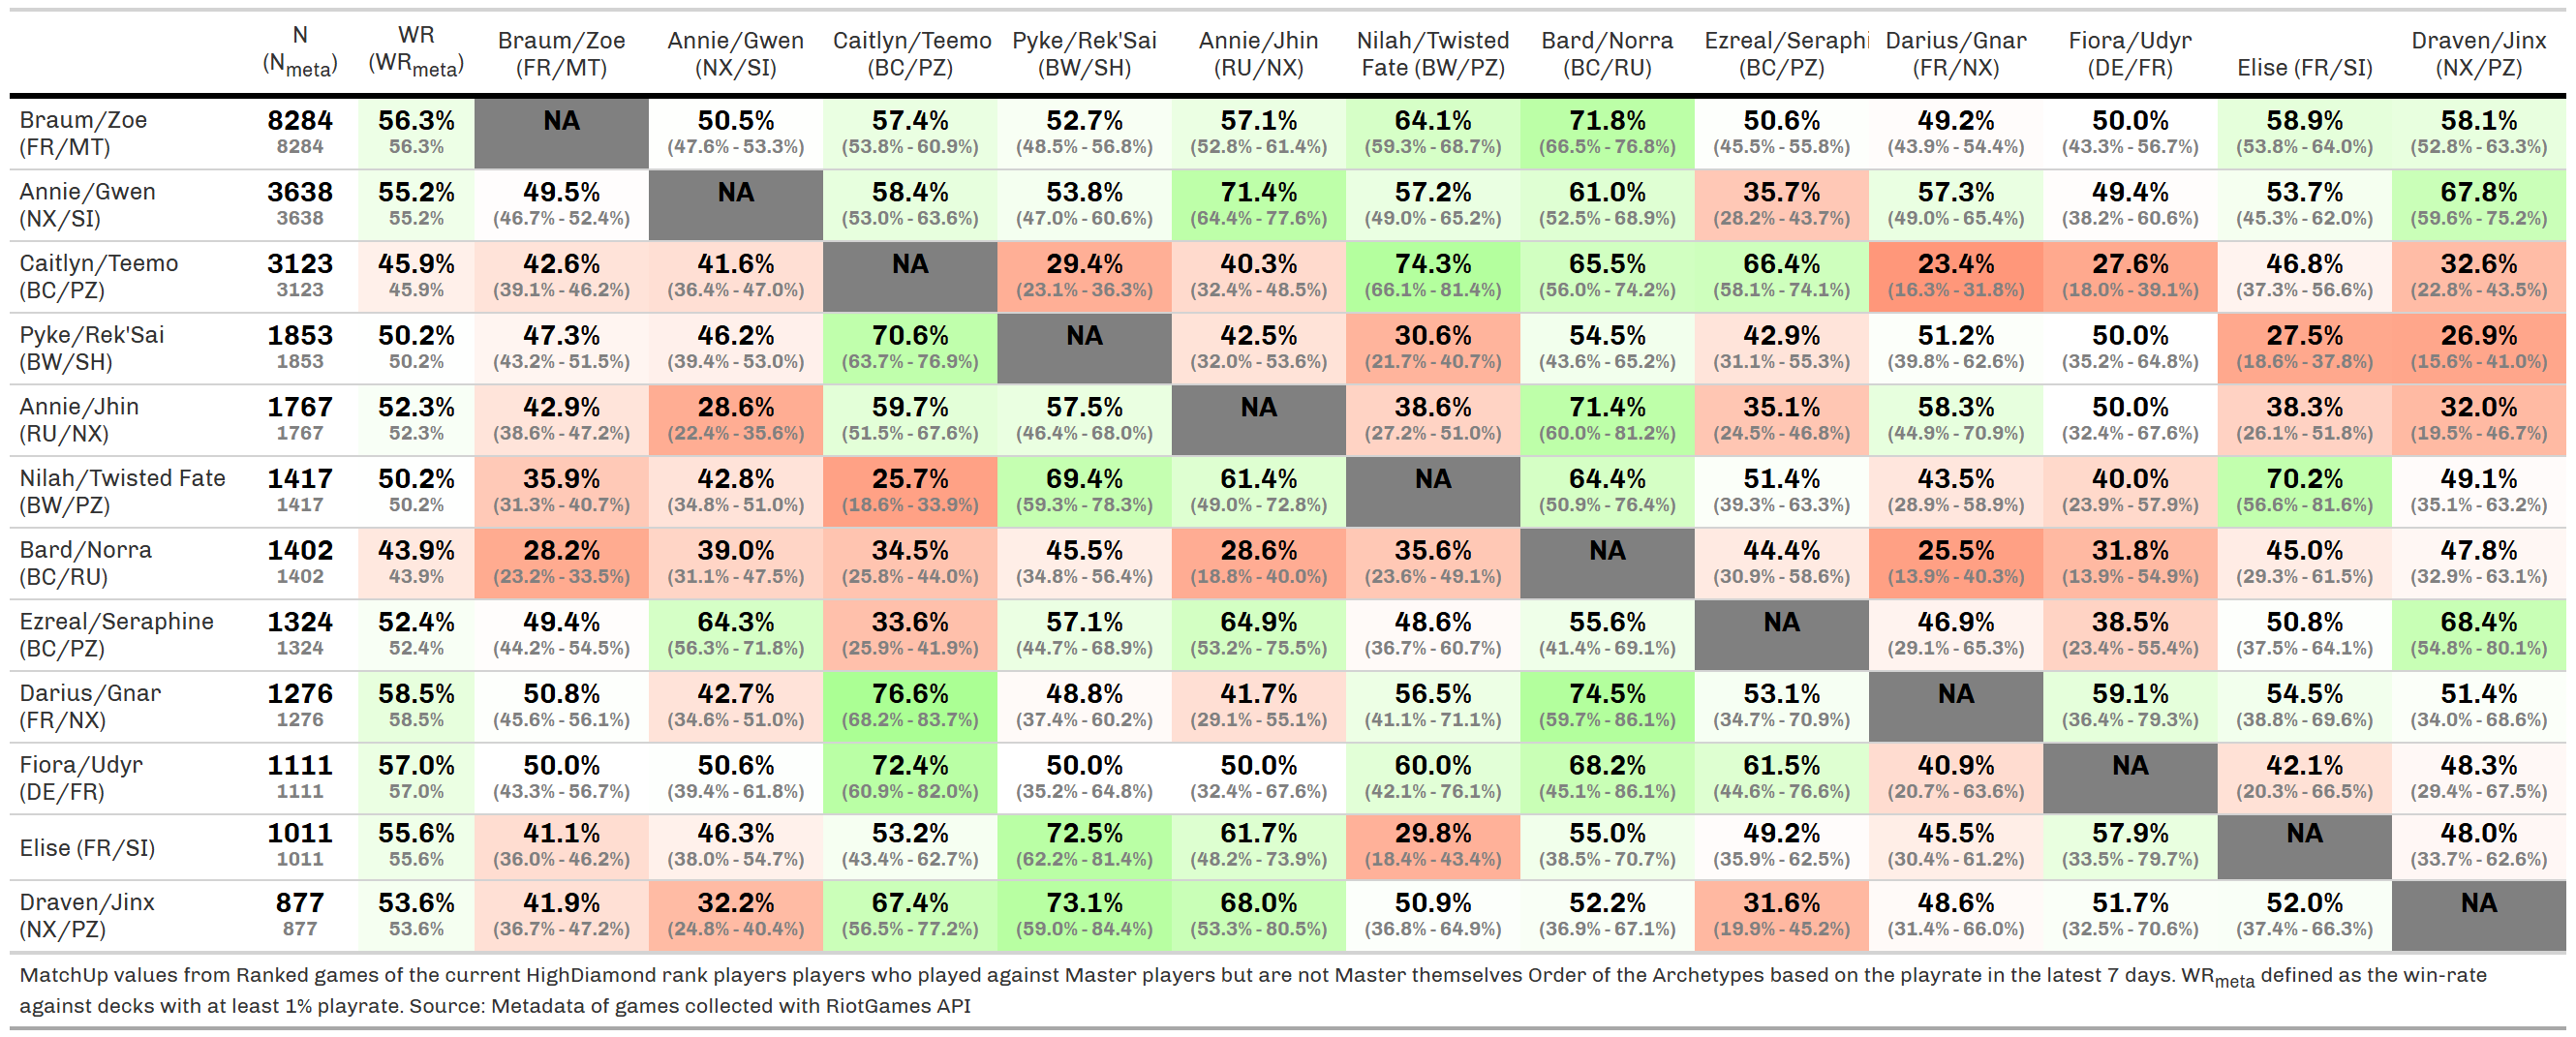 N WR Braum/Zoe Annie/Gwen Caitlyn/Teemo Pyke/Rek'Sai Annie/Jhin Nilah/Twisted Bard/Norra Ezreal/Seraphi Darius/Gnar Fiora/Udyr Elise (FR/SI) Draven/Jinx
(Nmeta) (WRmeta) (FR/MT) (NX/SI) (BC/PZ) (BW/SH) (RU/NX) Fate (BW/PZ) (BC/RU) (BC/PZ) (FR/NX) (DE/FR) (NX/PZ)
Braum/Zoe 8284 56.3% NA 50.5% 57.4% 52.7% 57.1% 64.1% 71.8% 50.6% 49.2% 50.0% 58.9% 58.1%
(FR/MT) 8284 56.3% (47.6% - 53.3%) (53.8% - 60.9%) (48.5% - 56.8%) (52.8% - 61.4%) (59.3% - 68.7%) (66.5% - 76.8%) (45.5% - 55.8%) (43.9% - 54.4%) (43.3% - 56.7%) (53.8% - 64.0%) (52.8% - 63.3%)
Annie/Gwen 3638 55.2% 49.5% NA 58.4% 53.8% 71.4% 57.2% 61.0% 35.7% 57.3% 49.4% 53.7% 67.8%
(NX/SI) 3638 55.2% (46.7% - 52.4%) (53.0% - 63.6%) (47.0% - 60.6%) (64.4% - 77.6%) (49.0% - 65.2%) (52.5% - 68.9%) (28.2% - 43.7%) (49.0% - 65.4%) (38.2% - 60.6%) (45.3% - 62.0%) (59.6% - 75.2%)
Caitlyn/Teemo 3123 45.9% 42.6% 41.6% NA 29.4% 40.3% 74.3% 65.5% 66.4% 23.4% 27.6% 46.8% 32.6%
(BC/PZ) 3123 45.9% (39.1% - 46.2%) (36.4% - 47.0%) (23.1% - 36.3%) (32.4% - 48.5%) (66.1% - 81.4%) (56.0% - 74.2%) (58.1% - 74.1%) (16.3% - 31.8%) (18.0% - 39.1%) (37.3% - 56.6%) (22.8% - 43.5%)
Pyke/Rek'Sai 1853 50.2% 47.3% 46.2% 70.6% NA 42.5% 30.6% 54.5% 42.9% 51.2% 50.0% 27.5% 26.9%
(BW/SH) 1853 50.2% (43.2% - 51.5%) (39.4% - 53.0%) (63.7% - 76.9%) (32.0% - 53.6%) (21.7% - 40.7%) (43.6% - 65.2%) (31.1% - 55.3%) (39.8% - 62.6%) (35.2% - 64.8%) (18.6% - 37.8%) (15.6% - 41.0%)
Annie/Jhin 1767 52.3% 42.9% 28.6% 59.7% 57.5% NA 38.6% 71.4% 35.1% 58.3% 50.0% 38.3% 32.0%
(RU/NX) 1767 52.3% (38.6% - 47.2%) (22.4% - 35.6%) (51.5% - 67.6%) (46.4% - 68.0%) (27.2% - 51.0%) (60.0% - 81.2%) (24.5% - 46.8%) (44.9% - 70.9%) (32.4% - 67.6%) (26.1% - 51.8%) (19.5% - 46.7%)
Nilah/Twisted Fate 1417 50.2% 35.9% 42.8% 25.7% 69.4% 61.4% NA 64.4% 51.4% 43.5% 40.0% 70.2% 49.1%
(BW/PZ) 1417 50.2% (31.3% - 40.7%) (34.8% - 51.0%) (18.6% - 33.9%) (59.3% - 78.3%) (49.0% - 72.8%) (50.9% - 76.4%) (39.3% - 63.3%) (28.9% - 58.9%) (23.9% - 57.9%) (56.6% - 81.6%) (35.1% - 63.2%)
Bard/Norra 1402 43.9% 28.2% 39.0% 34.5% 45.5% 28.6% 35.6% NA 44.4% 25.5% 31.8% 45.0% 47.8%
(BC/RU) 1402 43.9% (23.2% - 33.5%) (31.1% - 47.5%) (25.8% - 44.0%) (34.8% - 56.4%) (18.8% - 40.0%) (23.6% - 49.1%) (30.9% - 58.6%) (13.9% - 40.3%) (13.9% - 54.9%) (29.3% - 61.5%) (32.9% - 63.1%)
Ezreal/Seraphine 1324 52.4% 49.4% 64.3% 33.6% 57.1% 64.9% 48.6% 55.6% NA 46.9% 38.5% 50.8% 68.4%
(BC/PZ) 1324 52.4% (44.2% - 54.5%) (56.3% - 71.8%) (25.9% - 41.9%) (44.7% - 68.9%) (53.2% - 75.5%) (36.7% - 60.7%) (41.4% - 69.1%) (29.1% - 65.3%) (23.4% - 55.4%) (37.5% - 64.1%) (54.8% - 80.1%)
Darius/Gnar 1276 58.5% 50.8% 42.7% 76.6% 48.8% 41.7% 56.5% 74.5% 53.1% NA 59.1% 54.5% 51.4%
(FR/NX) 1276 58.5% (45.6% - 56.1%) (34.6% - 51.0%) (68.2% - 83.7%) (37.4% - 60.2%) (29.1% - 55.1%) (41.1% - 71.1%) (59.7% - 86.1%) (34.7% - 70.9%) (36.4% - 79.3%) (38.8% - 69.6%) (34.0% - 68.6%)
Fiora/Udyr 1111 57.0% 50.0% 50.6% 72.4% 50.0% 50.0% 60.0% 68.2% 61.5% 40.9% NA 42.1% 48.3%
(DE/FR) 1111 57.0% (43.3% - 56.7%) (39.4% - 61.8%) (60.9% - 82.0%) (35.2% - 64.8%) (32.4% - 67.6%) (42.1% - 76.1%) (45.1% - 86.1%) (44.6% - 76.6%) (20.7% - 63.6%) (20.3% - 66.5%) (29.4% - 67.5%)
Elise (FR/SI) 1011 55.6% 41.1% 46.3% 53.2% 72.5% 61.7% 29.8% 55.0% 49.2% 45.5% 57.9% NA 48.0%
1011 55.6% (36.0% - 46.2%) (38.0% - 54.7%) (43.4% - 62.7%) (62.2% - 81.4%) (48.2% - 73.9%) (18.4% - 43.4%) (38.5% - 70.7%) (35.9% - 62.5%) (30.4% - 61.2%) (33.5% - 79.7%) (33.7% - 62.6%)
Draven/Jinx 877 53.6% 41.9% 32.2% 67.4% 73.1% 68.0% 50.9% 52.2% 31.6% 48.6% 51.7% 52.0% NA
(NX/PZ) 877 53.6% (36.7% - 47.2%) (24.8% - 40.4%) (56.5% - 77.2%) (59.0% - 84.4%) (53.3% - 80.5%) (36.8% - 64.9%) (36.9% - 67.1%) (19.9% - 45.2%) (31.4% - 66.0%) (32.5% - 70.6%) (37.4% - 66.3%)
MatchUp values from Ranked games of the current HighDiamond rank players players who played against Master players but are not Master themselves Order of the Archetypes based on the playrate in the latest 7 days. WRmeta defined as the win-rate
against decks with at least 1% playrate. Source: Metadata of games collected with RiotGames API